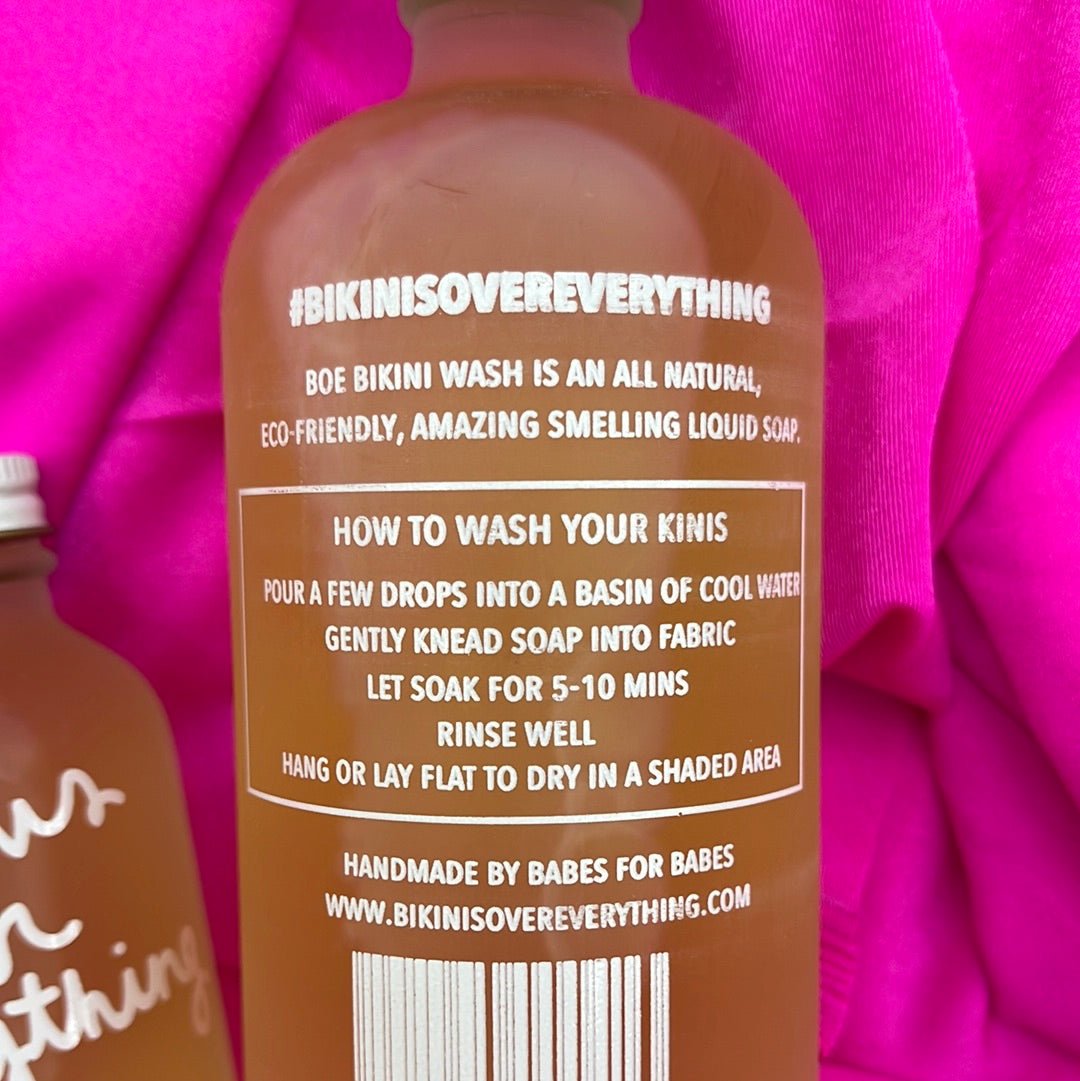 #BIKINISOVEREVERYTHING
BOE BIKINI WASH IS AN ALL NATURAL,
ECO-FRIENDLY, AMAZING SMELLING LIQUID SOAP.
HOW TO WASH YOUR KINIS
POUR A FEW DROPS INTO A BASIN OF COOL WATER
GENTLY KNEAD SOAP INTO FABRIC
LET SOAK FOR 5-10 MINS
RINSE WELL
HANG OR LAY FLAT TO DRY IN A SHADED AREA
HANDMADE BY BABES FOR BABES
WWW.BIKINISOVEREVERYTHING.COM